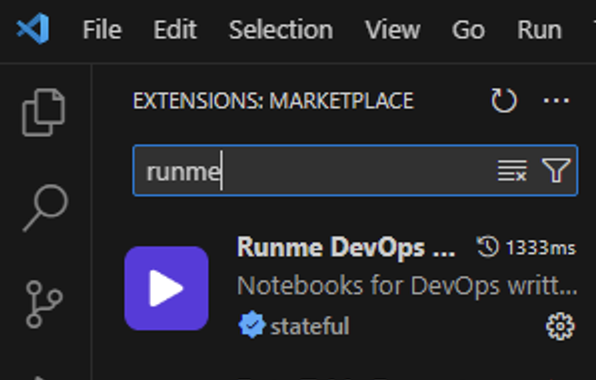 File Edit Selection View Go Run
EXTENSIONS: MARKETPLACE
runme
Runme DevOps ... 1333ms
Notebooks for DevOps writt...
stateful